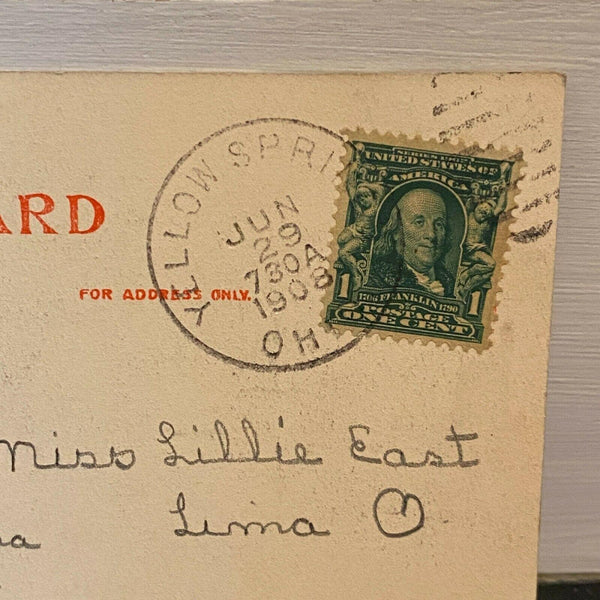 ARD
FOR ADDRESS ONLY.
YELLOW SPRI
JUN
29
730A
1908
OHI
SERIES 1902
UNITED STATES OF
AMERICA
1 1706 FRANKLIN 1790 1
POSTAGE
ONE CENT
Miss Lillie East
Lima O
a